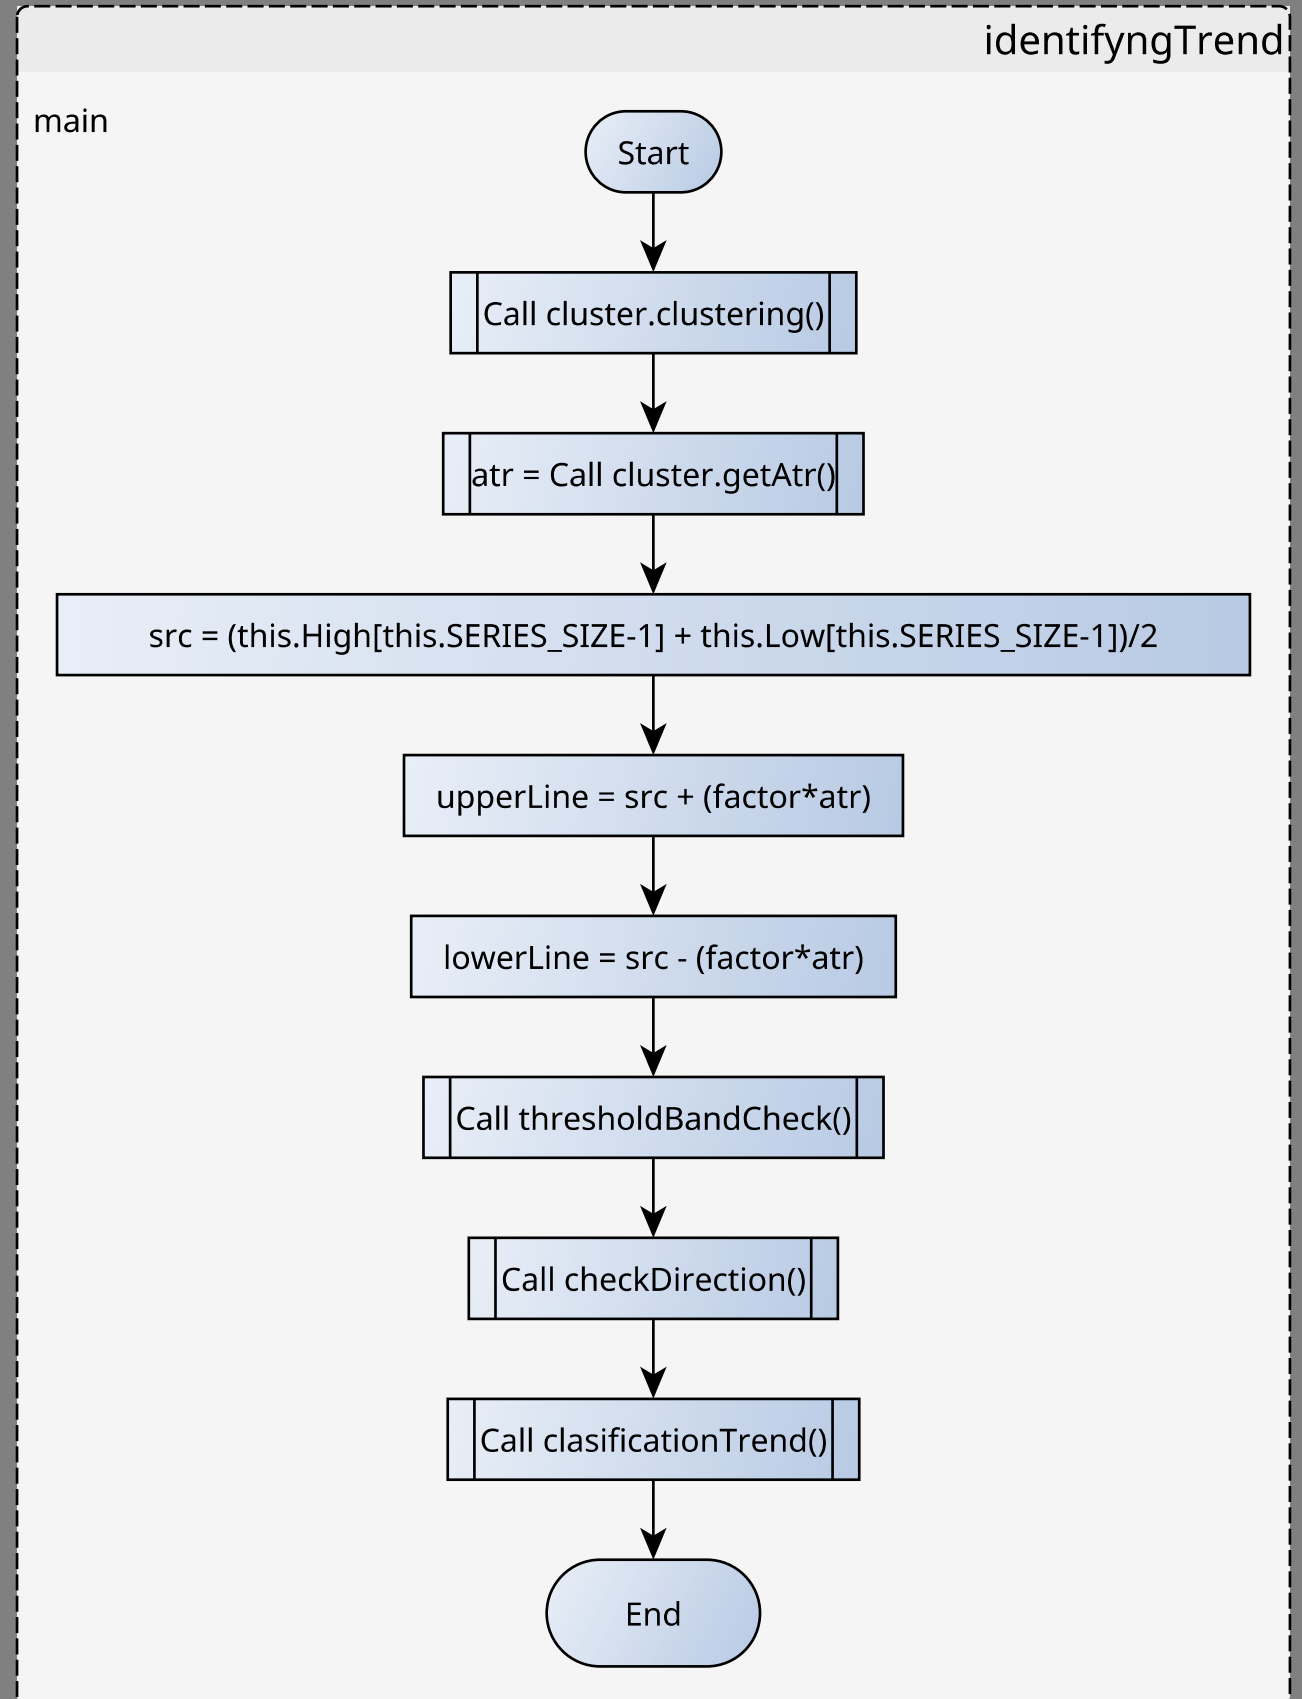 identifyngTrend
main
Start
Call cluster.clustering()
atr = Call cluster.getAtr()
src = (this.High[this.SERIES_SIZE-1] + this.Low[this.SERIES_SIZE-1])/2
upperLine = src + (factor*atr)
lowerLine = src - (factor*atr)
Call thresholdBandCheck()
Call checkDirection()
Call clasificationTrend()
End